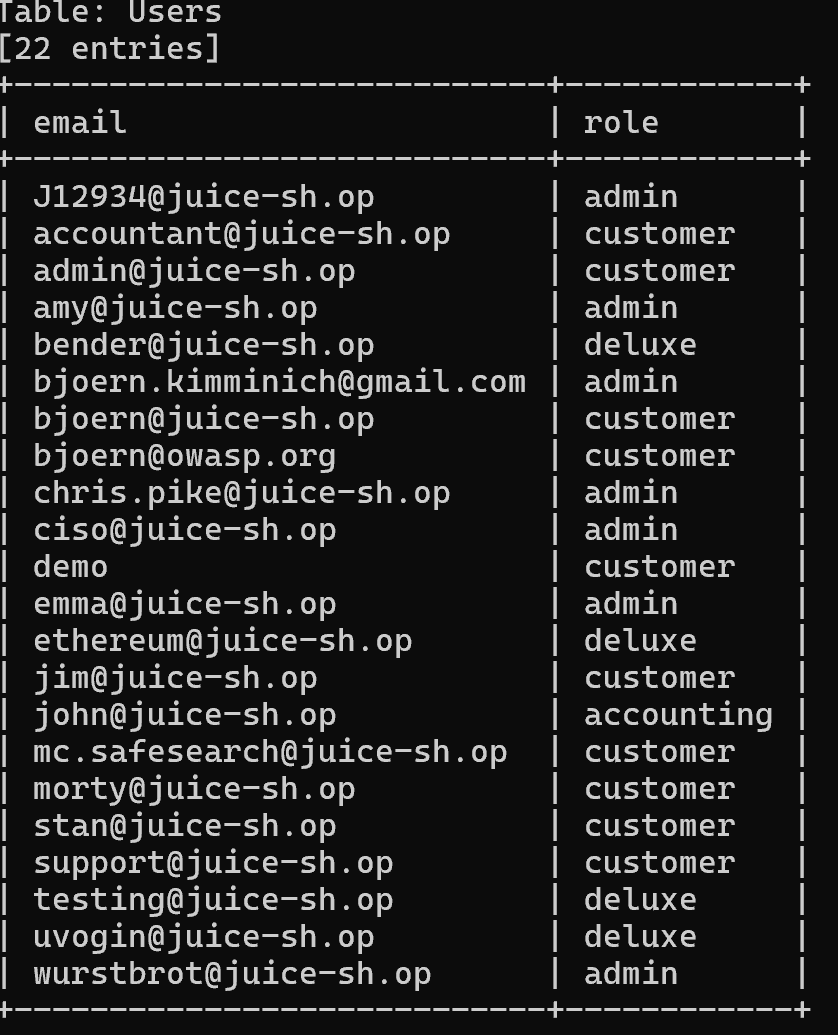 Table: Users
[22 entries]
+----------------------------+------------+
| email                      | role       |
+----------------------------+------------+
| J12934@juice-sh.op         | admin      |
| accountant@juice-sh.op     | customer   |
| admin@juice-sh.op          | customer   |
| amy@juice-sh.op            | admin      |
| bender@juice-sh.op         | deluxe     |
| bjoern.kimminich@gmail.com | admin      |
| bjoern@juice-sh.op         | customer   |
| bjoern@owasp.org           | customer   |
| chris.pike@juice-sh.op     | admin      |
| ciso@juice-sh.op           | admin      |
| demo                       | customer   |
| emma@juice-sh.op           | admin      |
| ethereum@juice-sh.op       | deluxe     |
| jim@juice-sh.op            | customer   |
| john@juice-sh.op           | accounting |
| mc.safesearch@juice-sh.op  | customer   |
| morty@juice-sh.op          | customer   |
| stan@juice-sh.op           | customer   |
| support@juice-sh.op        | customer   |
| testing@juice-sh.op        | deluxe     |
| uvogin@juice-sh.op         | deluxe     |
| wurstbrot@juice-sh.op      | admin      |
+----------------------------+------------+